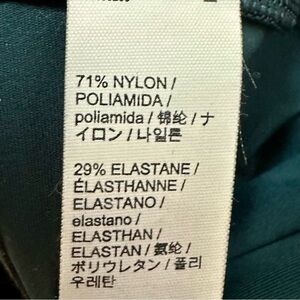 71% NYLON /
POLIAMIDA /
poliamida / 锦纶 / ナ
イロン / 나일론
29% ELASTANE /
ÉLASTHANNE /
ELASTANO /
elastano /
ELASTHAN /
ELASTAN / 氨纶 /
ポリウレタン / 폴리
우레탄